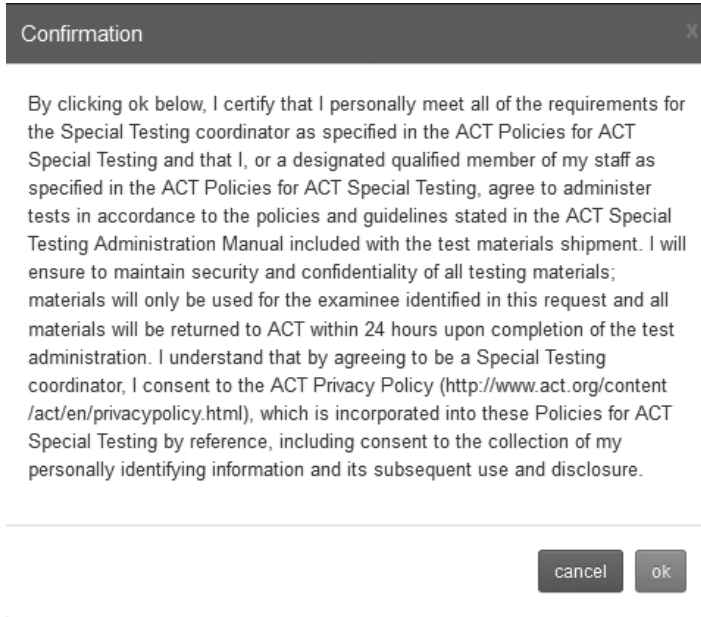 Confirmation
X
By clicking ok below, I certify that I personally meet all of the requirements for
the Special Testing coordinator as specified in the ACT Policies for ACT
Special Testing and that I, or a designated qualified member of my staff as
specified in the ACT Policies for ACT Special Testing, agree to administer
tests in accordance to the policies and guidelines stated in the ACT Special
Testing Administration Manual included with the test materials shipment. I will
ensure to maintain security and confidentiality of all testing materials;
materials will only be used for the examinee identified in this request and all
materials will be returned to ACT within 24 hours upon completion of the test
administration. I understand that by agreeing to be a Special Testing
coordinator, I consent to the ACT Privacy Policy (http://www.act.org/content
/act/en/privacypolicy.html), which is incorporated into these Policies for ACT
Special Testing by reference, including consent to the collection of my
personally identifying information and its subsequent use and disclosure.
cancel
ok